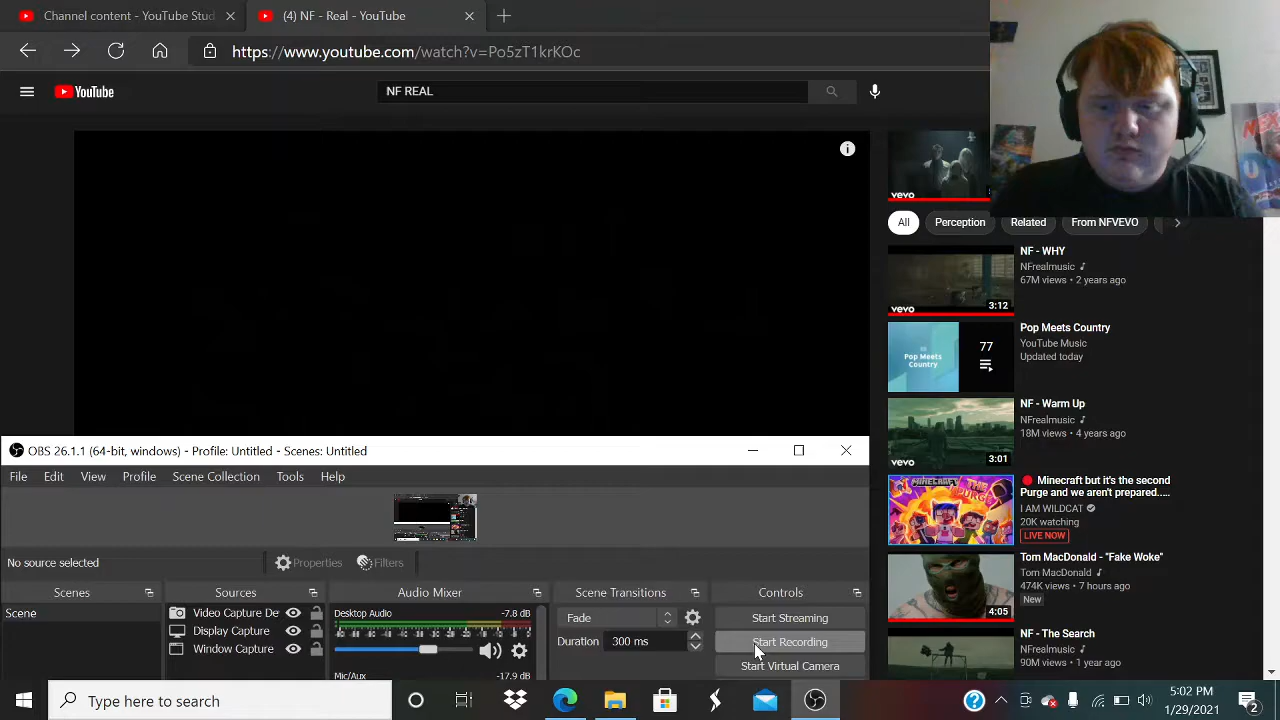 Channel content - YouTube Stud
(4) NF - Real - YouTube
https://www.youtube.com/watch?v=Po5zT1krKOc
YouTube
NF REAL
vevo
All
Perception
Related
From NFVEVO
NF - WHY
NFrealmusic
67M views • 2 years ago
vevo
3:12
Pop Meets Country
YouTube Music
Updated today
Pop Meets
Country
77
NF - Warm Up
NFrealmusic
18M views • 4 years ago
vevo
3:01
Minecraft but it's the second
Purge and we aren't prepared....
I AM WILDCAT
20K watching
LIVE NOW
MINECRAFT
THE
PURGE
Tom MacDonald - "Fake Woke"
Tom MacDonald
474K views • 7 hours ago
New
4:05
NF - The Search
NFrealmusic
90M views • 1 year ago
OBS 26.1.1 (64-bit, windows) - Profile: Untitled - Scenes: Untitled
File Edit View Profile Scene Collection Tools Help
No source selected
Properties
Filters
Scenes
Sources
Audio Mixer
Scene Transitions
Controls
Scene
Video Capture De
Display Capture
Window Capture
Desktop Audio
-7.8 dB
Mic/Aux
-17.9 dB
Fade
Duration
300 ms
Start Streaming
Start Recording
Start Virtual Camera
Type here to search
5:02 PM
1/29/2021
2